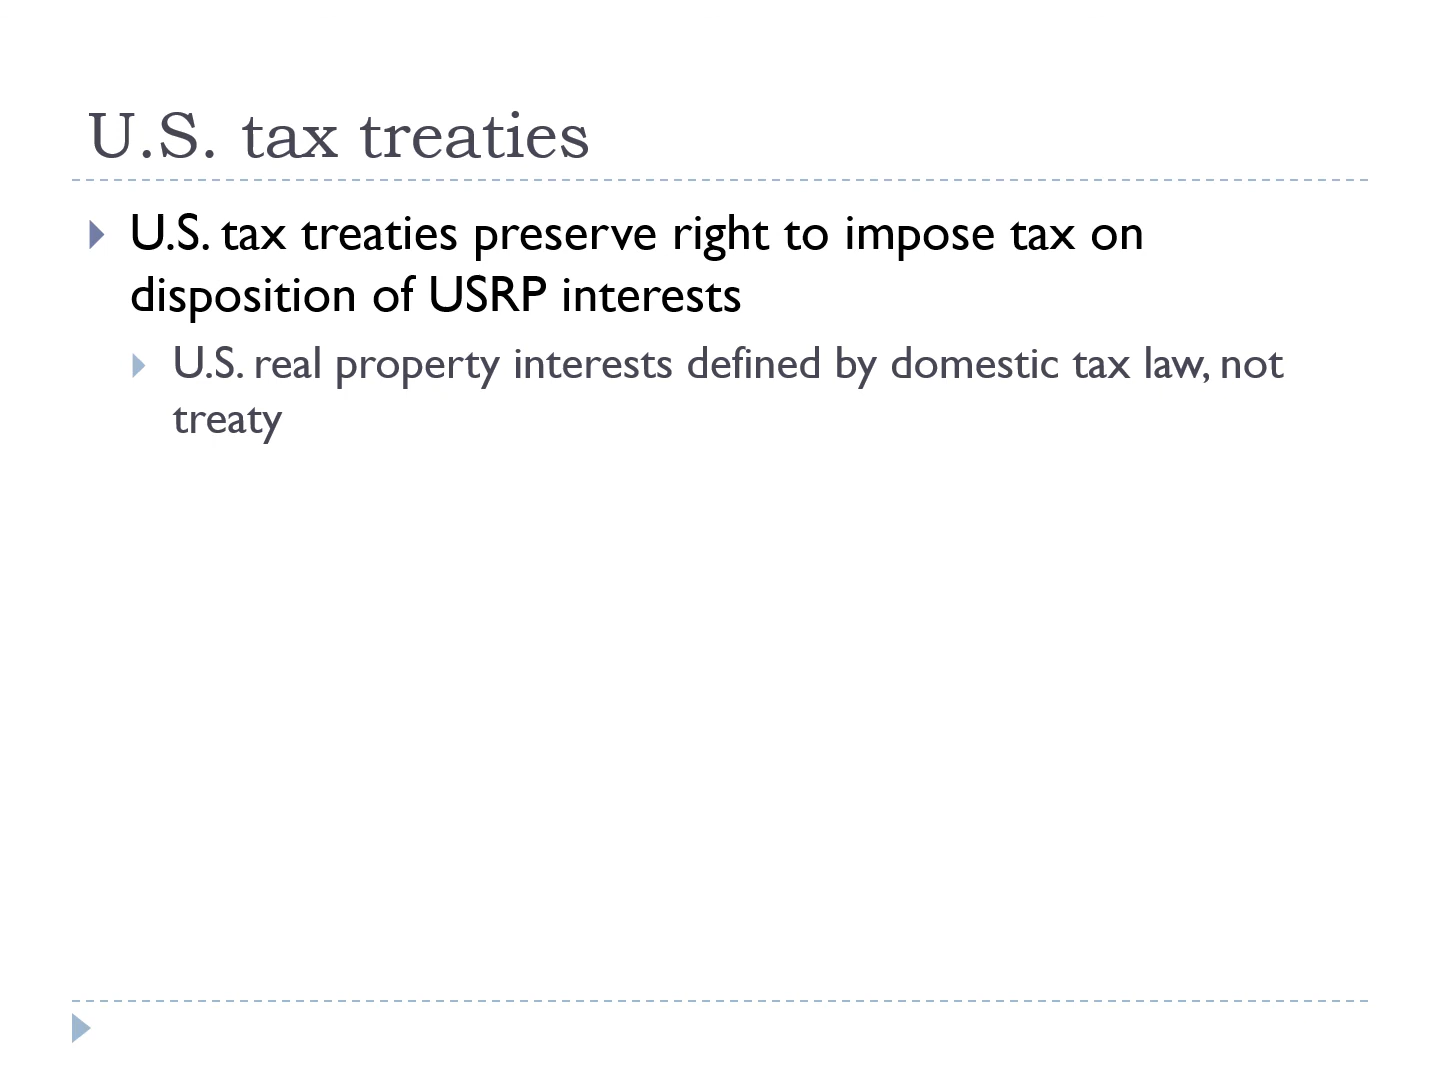 U.S. tax treaties
U.S. tax treaties preserve right to impose tax on
disposition of USRP interests
U.S. real property interests defined by domestic tax law, not
treaty